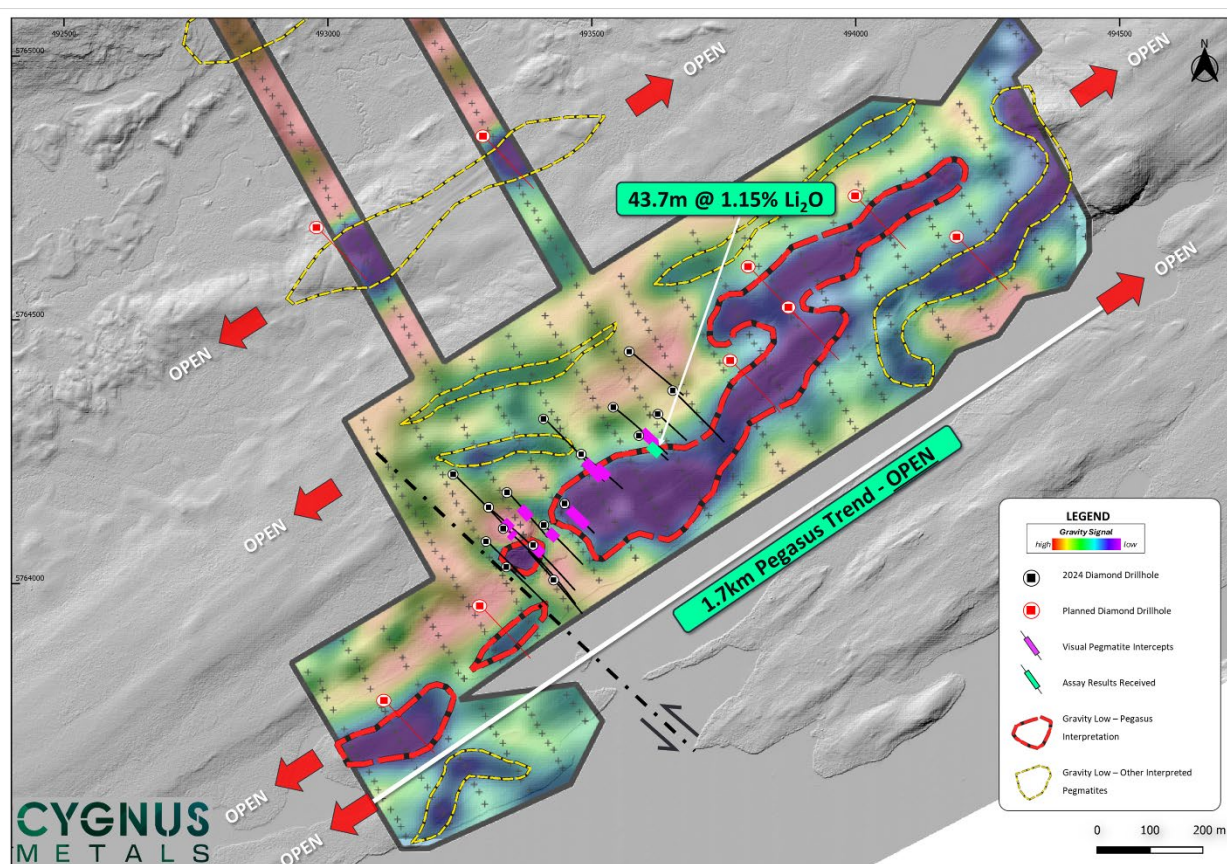 492500
493000
493500
494000
494500
5765000
5764500
5764000
N
OPEN
OPEN
OPEN
OPEN
OPEN
OPEN
OPEN
43.7m @ 1.15% Li₂O
1.7km Pegasus Trend - OPEN
LEGEND
Gravity Signal
high
low
2024 Diamond Drillhole
Planned Diamond Drillhole
Visual Pegmatite Intercepts
Assay Results Received
Gravity Low – Pegasus
Interpretation
Gravity Low – Other Interpreted
Pegmatites
0 100 200 m
CYGNUS
METALS